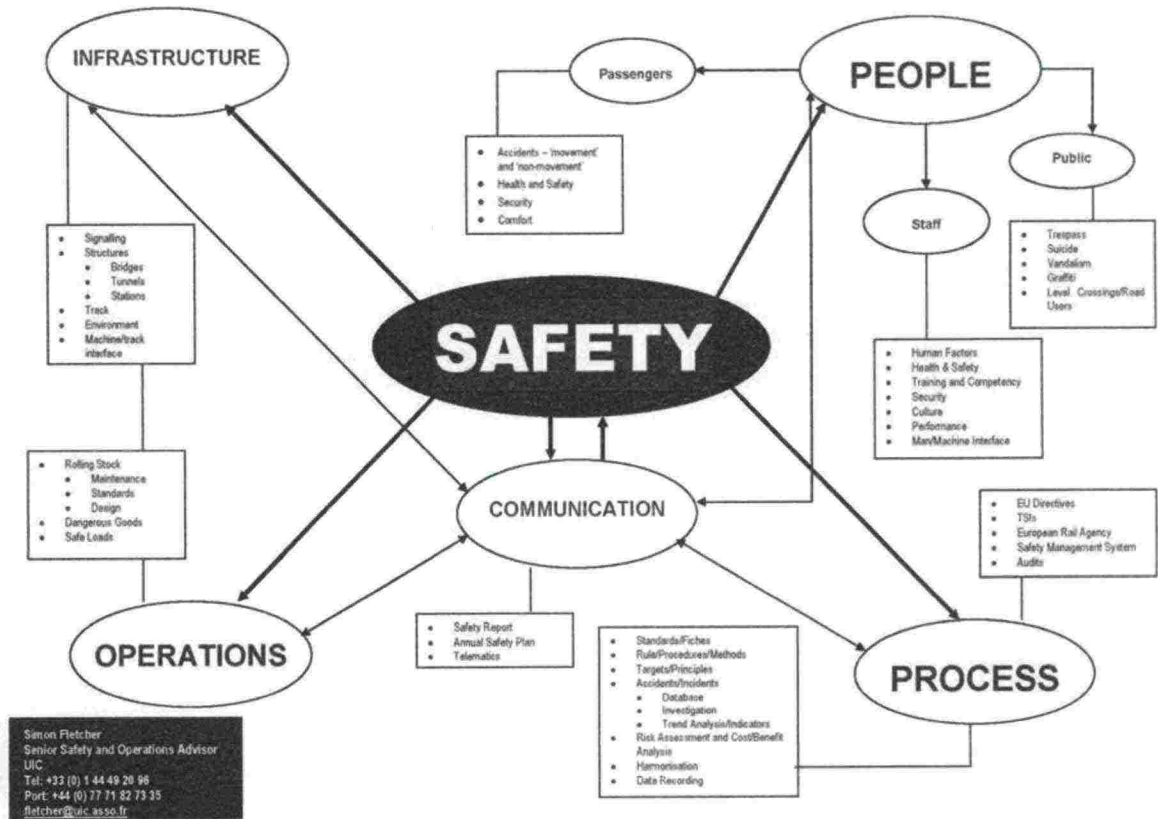 INFRASTRUCTURE
Passengers
PEOPLE
• Accidents – 'movement'
and 'non-movement'
• Health and Safety
• Security
• Comfort
Public
Staff
• Trespass
• Suicide
• Vandalism
• Graffiti
• Level Crossings/Road
Users
• Signalling
• Structures
• Bridges
• Tunnels
• Stations
• Track
• Environment
• Machine/track
interface
SAFETY
• Human Factors
• Health & Safety
• Training and Competency
• Security
• Culture
• Performance
• Man/Machine Interface
• Rolling Stock
• Maintenance
• Standards
• Design
• Dangerous Goods
• Safe Loads
COMMUNICATION
• EU Directives
• TSIs
• European Rail Agency
• Safety Management System
• Audits
OPERATIONS
• Safety Report
• Annual Safety Plan
• Telematics
• Standards/Fiches
• Rule/Procedures/Methods
• Targets/Principles
• Accidents/Incidents
• Database
• Investigation
• Trend Analysis/Indicators
• Risk Assessment and Cost/Benefit
Analysis
• Harmonisation
• Data Recording
PROCESS
Simon Fletcher
Senior Safety and Operations Advisor
UIC
Tel: +33 (0) 1 44 49 20 96
Port: +44 (0) 77 71 82 73 35
fletcher@uic.asso.fr